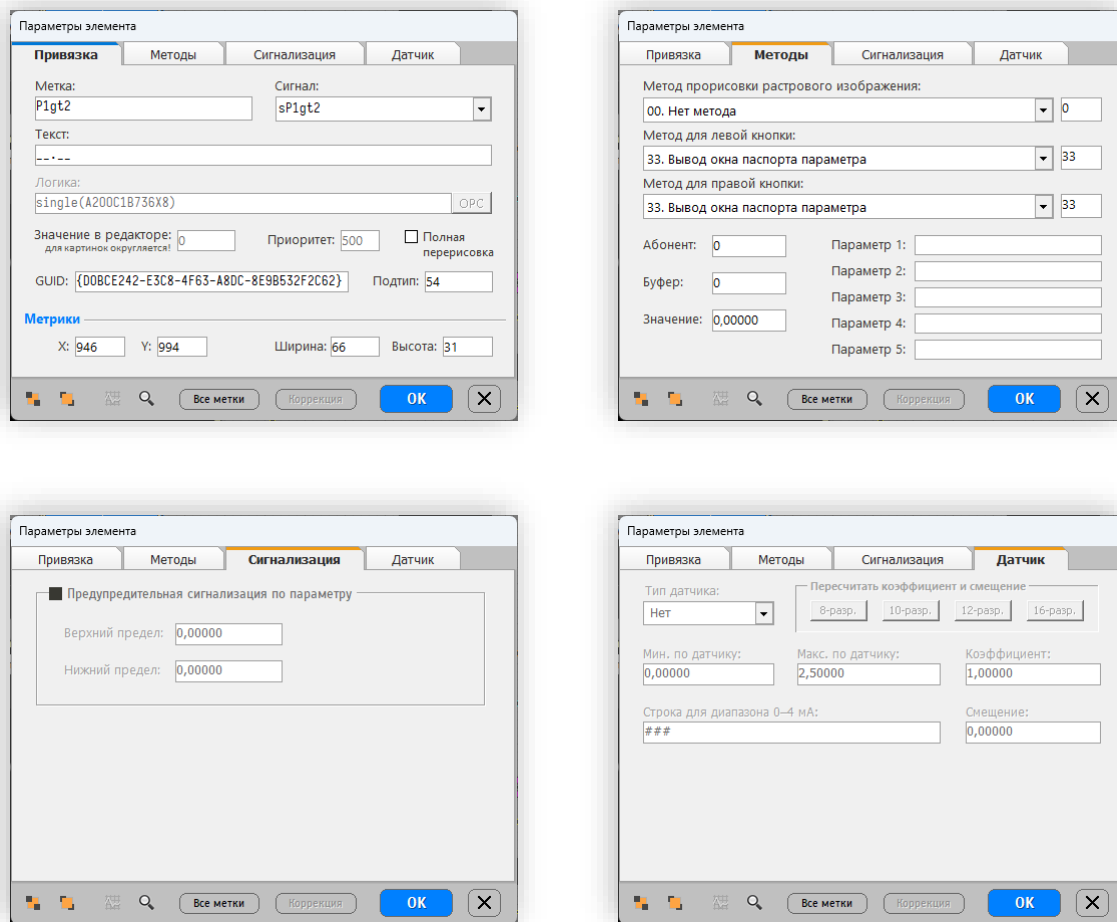 Параметры элемента
Привязка Методы Сигнализация Датчик
Метка: Сигнал:
P1gt2 sP1gt2
Текст:
--.--
Логика:
single(A200C1B736X8) OPC
Значение в редакторе: 0 Приоритет: 500 Полная
для картинок округляется! перерисовка
GUID: {D0BCE242-E3C8-4F63-A8DC-8E9B532F2C62} Подтип: 54
Метрики
X: 946 Y: 994 Ширина: 66 Высота: 31
Все метки Коррекция OK
Параметры элемента
Привязка Методы Сигнализация Датчик
Метод прорисовки растрового изображения:
00. Нет метода 0
Метод для левой кнопки:
33. Вывод окна паспорта параметра 33
Метод для правой кнопки:
33. Вывод окна паспорта параметра 33
Абонент: 0 Параметр 1:
Параметр 2:
Буфер: 0
Параметр 3:
Значение: 0,00000
Параметр 4:
Параметр 5:
Все метки Коррекция OK
Параметры элемента
Привязка Методы Сигнализация Датчик
Предупредительная сигнализация по параметру
Верхний предел: 0,00000
Нижний предел: 0,00000
Все метки Коррекция OK
Параметры элемента
Привязка Методы Сигнализация Датчик
Тип датчика: Пересчитать коэффициент и смещение
Нет 8-разр. 10-разр. 12-разр. 16-разр.
Мин. по датчику: Макс. по датчику: Коэффициент:
0,00000 2,50000 1,00000
Строка для диапазона 0–4 мА: Смещение:
### 0,00000
Все метки Коррекция OK